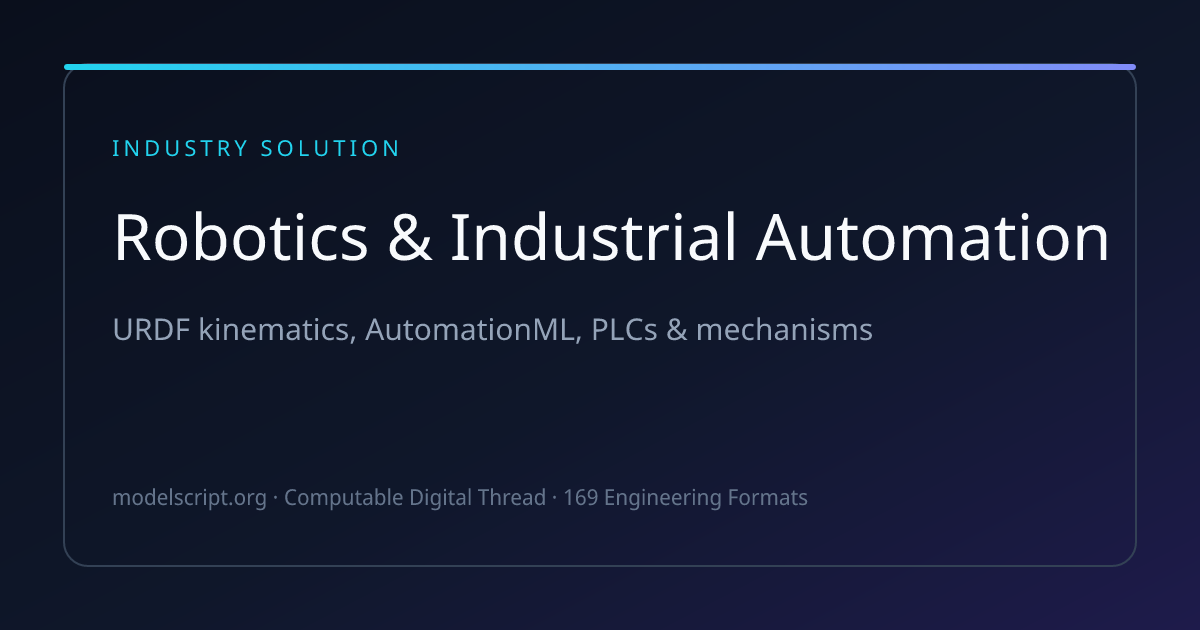 INDUSTRY SOLUTION
Robotics & Industrial Automation
URDF kinematics, AutomationML, PLCs & mechanisms
modelscript.org · Computable Digital Thread · 169 Engineering Formats